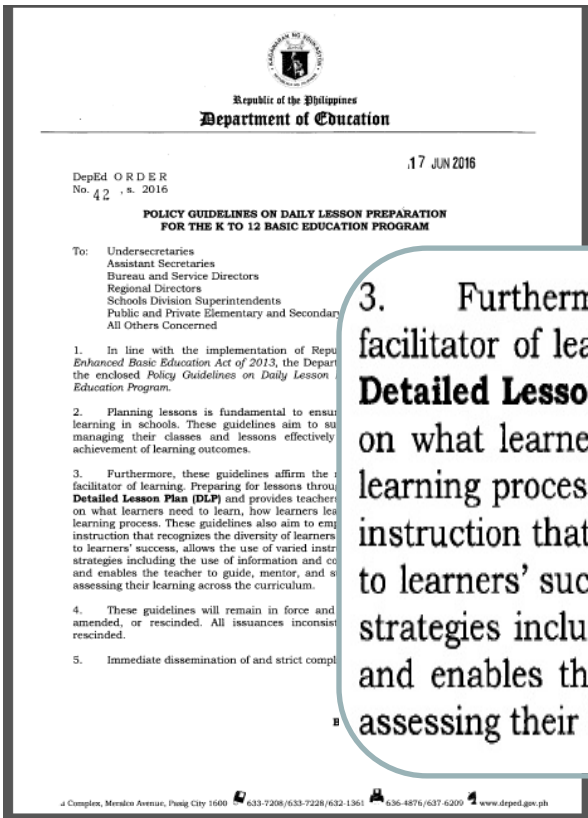 KAGAWARAN NG EDUKASYON
Republic of the Philippines
Department of Education
17 JUN 2016
DepEd ORDER
No. 42 , s. 2016
POLICY GUIDELINES ON DAILY LESSON PREPARATION
FOR THE K TO 12 BASIC EDUCATION PROGRAM
To: Undersecretaries
Assistant Secretaries
Bureau and Service Directors
Regional Directors
Schools Division Superintendents
Public and Private Elementary and Secondary
All Others Concerned
1. In line with the implementation of Repu
Enhanced Basic Education Act of 2013, the Depar
the enclosed Policy Guidelines on Daily Lesson
Education Program.
2. Planning lessons is fundamental to ensu
learning in schools. These guidelines aim to su
managing their classes and lessons effectively
achievement of learning outcomes.
3. Furthermore, these guidelines affirm the
facilitator of learning. Preparing for lessons throu
Detailed Lesson Plan (DLP) and provides teacher
on what learners need to learn, how learners lea
learning process. These guidelines also aim to emp
instruction that recognizes the diversity of learners
to learners' success, allows the use of varied instr
strategies including the use of information and co
and enables the teacher to guide, mentor, and s
assessing their learning across the curriculum.
4. These guidelines will remain in force and
amended, or rescinded. All issuances inconsist
rescinded.
5. Immediate dissemination of and strict compl
3. Furtherm
facilitator of lea
Detailed Lesso
on what learne
learning proces
instruction that
to learners' suc
strategies inclu
and enables th
assessing their
Complex, Meralco Avenue, Pasig City 1600 633-7208/633-7228/632-1361 636-4876/637-6209 www.deped.gov.ph